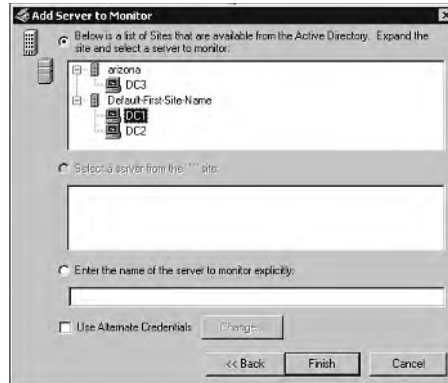 Add Server to Monitor
Below is a list of Sites that are available from the Active Directory. Expand the
site and select a server to monitor:
arizona
DC3
Default-First-Site-Name
DC1
DC2
Select a server from the "" site:
Enter the name of the server to monitor explicitly:
Use Alternate Credentials
Change...
<< Back
Finish
Cancel